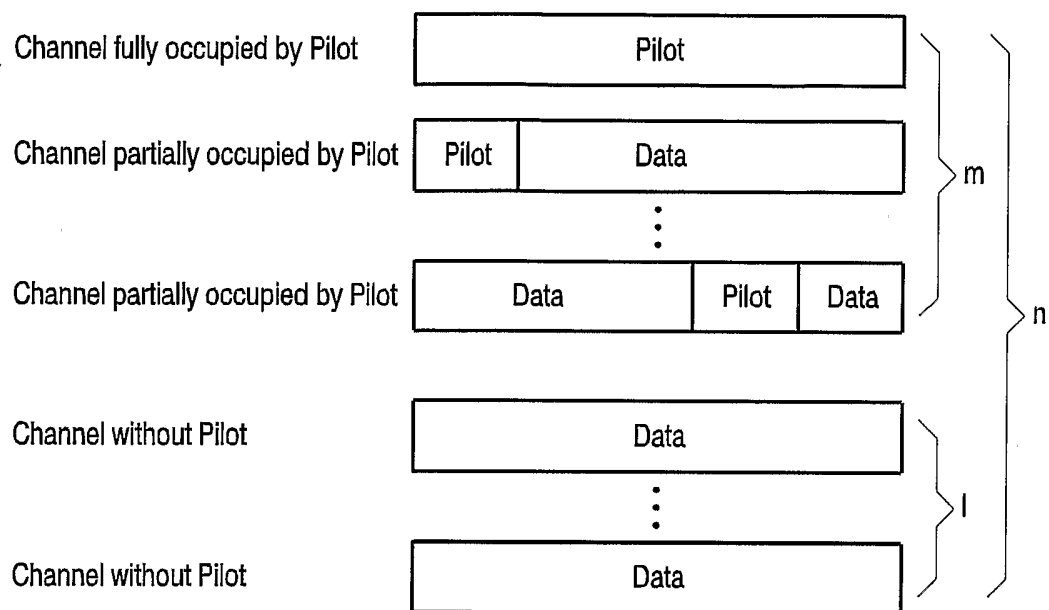 Channel fully occupied by Pilot Pilot
Channel partially occupied by Pilot Pilot Data
m
Channel partially occupied by Pilot Data Pilot Data
n
Channel without Pilot Data
l
Channel without Pilot Data